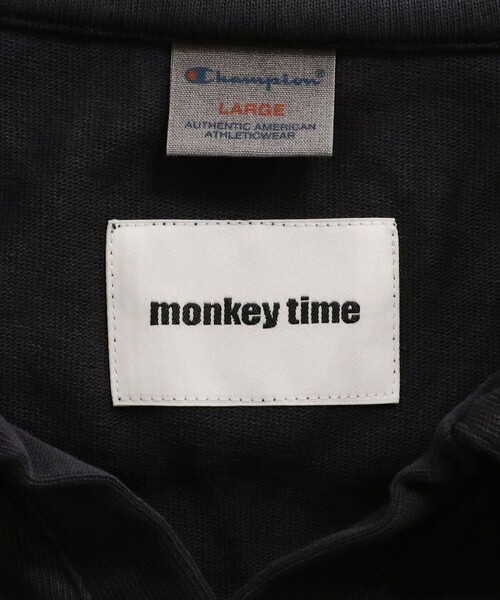 Champion®
LARGE
AUTHENTIC AMERICAN
ATHLETICWEAR
monkey time